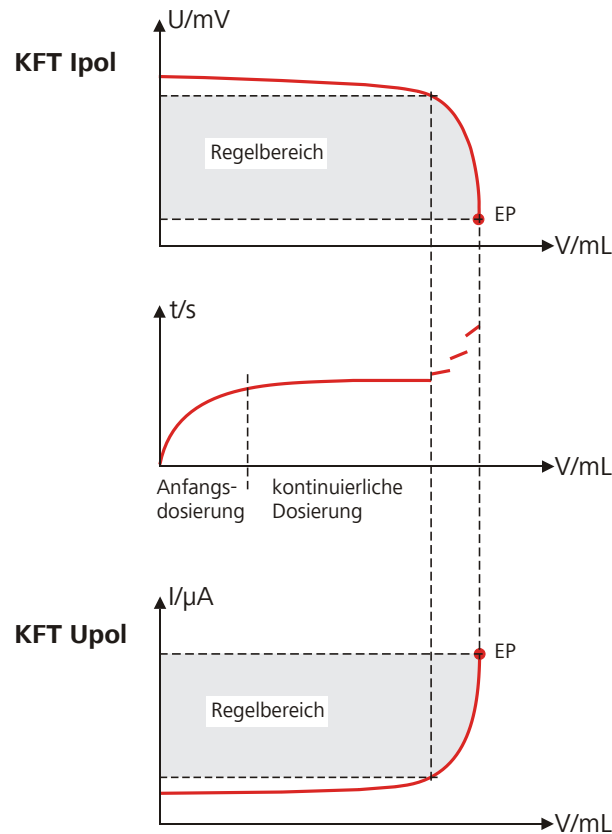 U/mV
KFT Ipol
Regelbereich
EP
V/mL
t/s
V/mL
Anfangs-
dosierung
kontinuierliche
Dosierung
I/µA
KFT Upol
EP
Regelbereich
V/mL